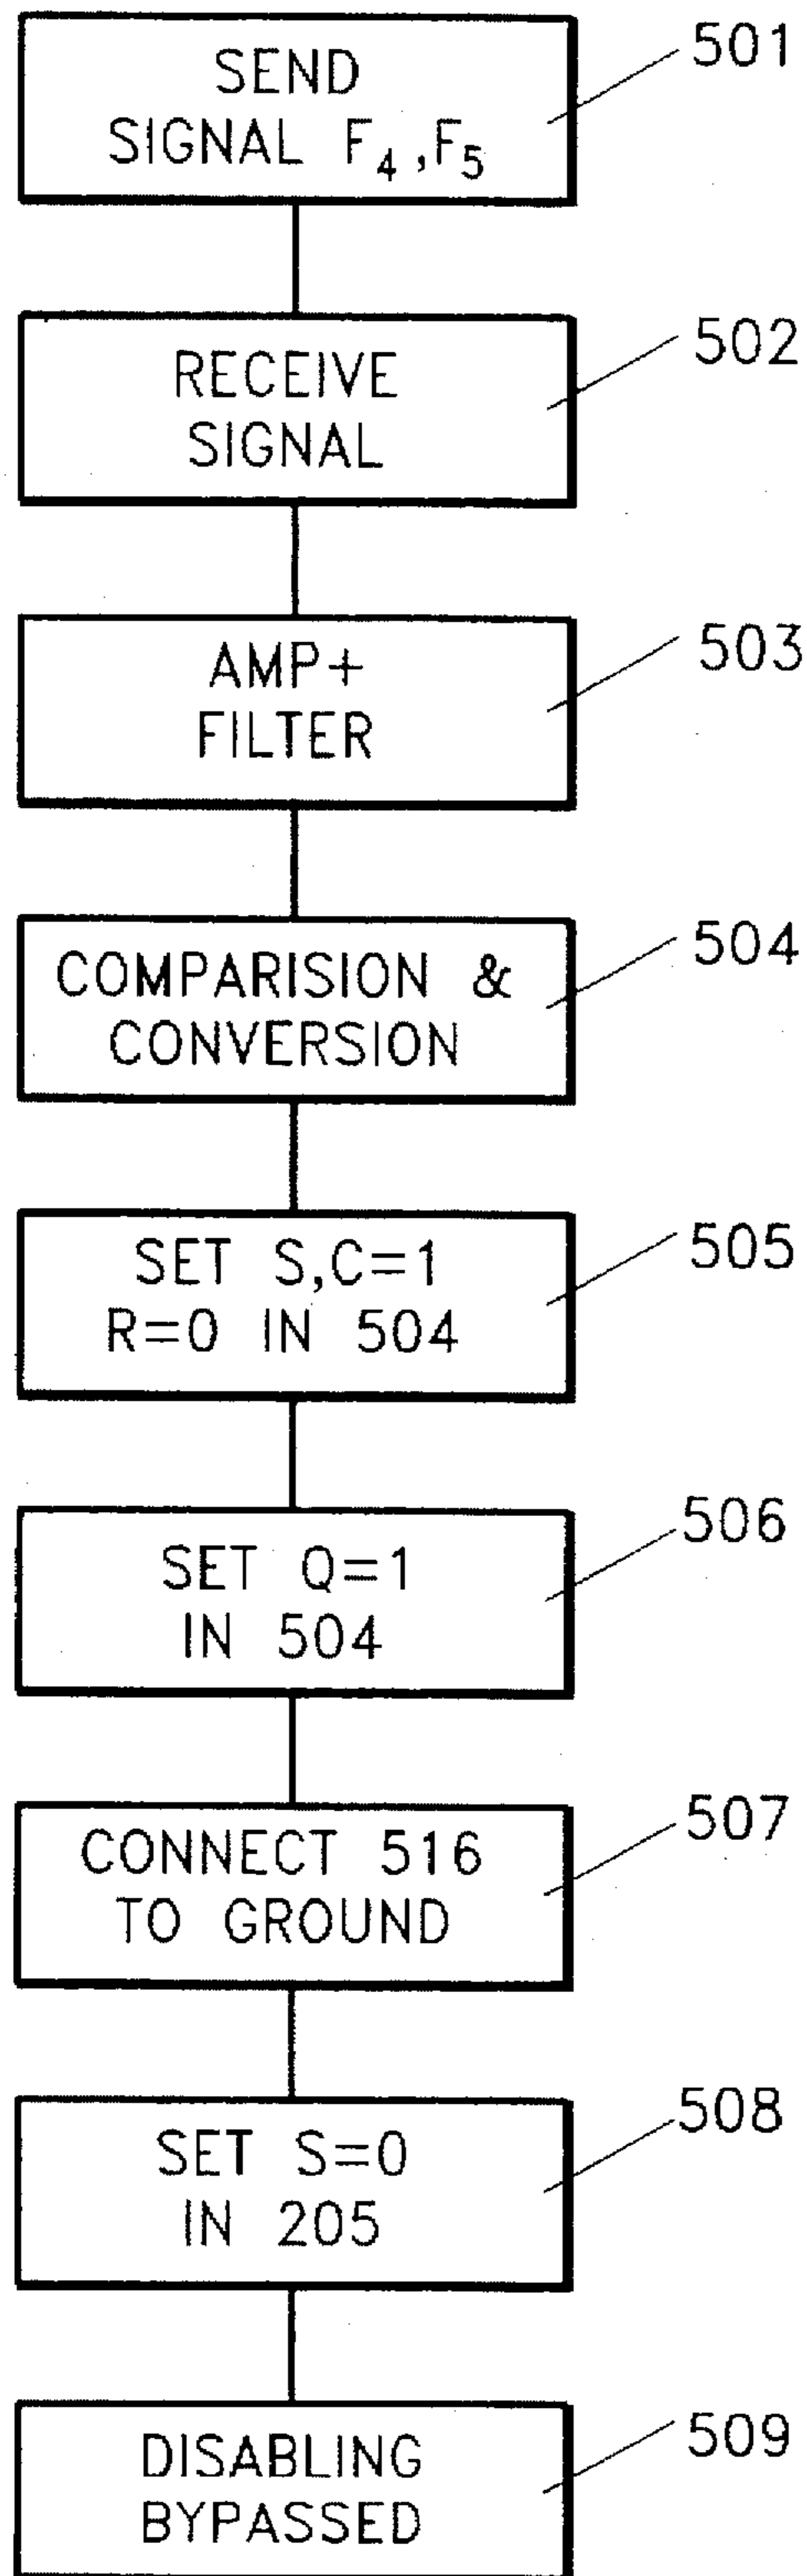 SEND
SIGNAL F₄,F₅
501
RECEIVE
SIGNAL
502
AMP+
FILTER
503
COMPARISION &
CONVERSION
504
SET S,C=1
R=0 IN 504
505
SET Q=1
IN 504
506
CONNECT 516
TO GROUND
507
SET S=0
IN 205
508
DISABLING
BYPASSED
509